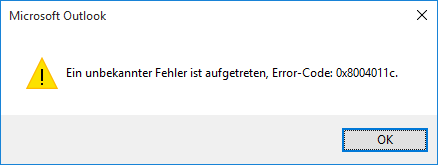 Microsoft Outlook
Ein unbekannter Fehler ist aufgetreten, Error-Code: 0x8004011c.
OK